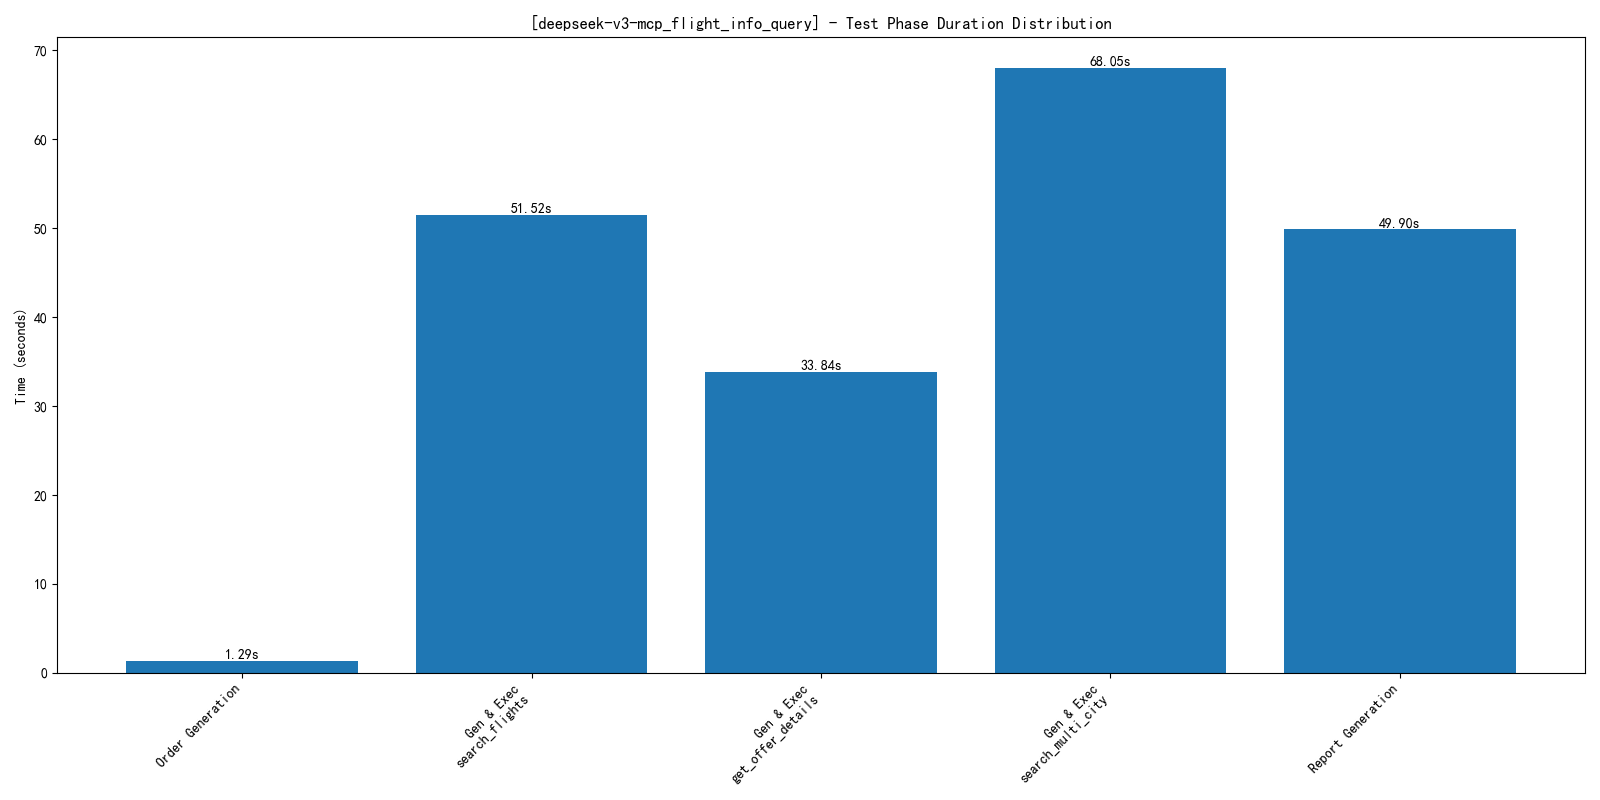 [deepseek-v3-mcp_flight_info_query] - Test Phase Duration Distribution
Time (seconds)
70
60
50
40
30
20
10
0
1.29s
51.52s
33.84s
68.05s
49.90s
Order Generation
Gen & Exec
search_flights
Gen & Exec
get_offer_details
Gen & Exec
search_multi_city
Report Generation